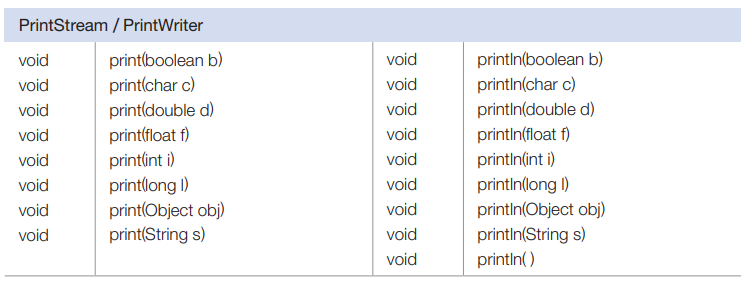 PrintStream / PrintWriter
void print(boolean b) void println(boolean b)
void print(char c) void println(char c)
void print(double d) void println(double d)
void print(float f) void println(float f)
void print(int i) void println(int i)
void print(long l) void println(long l)
void print(Object obj) void println(Object obj)
void print(String s) void println(String s)
void println( )